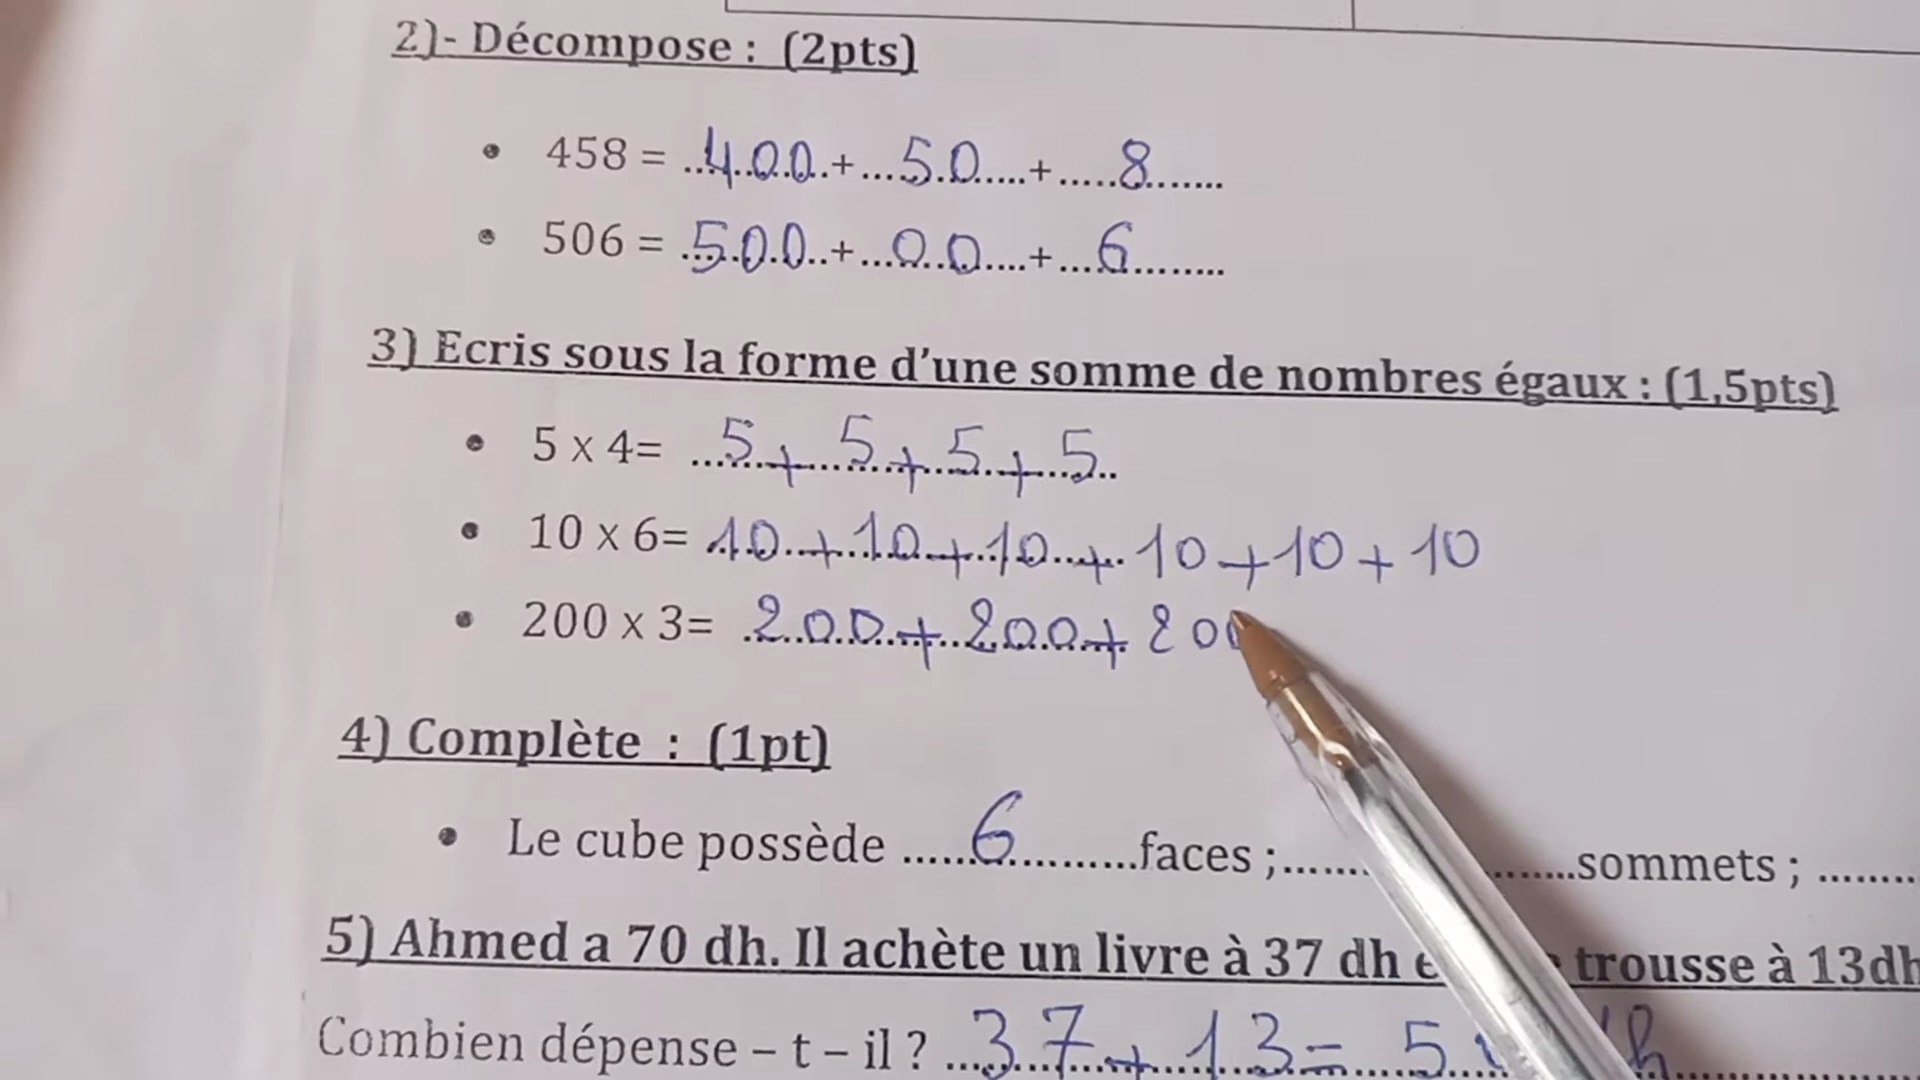 2)- Décompose : (2pts)
• 458 = ...400...+...50.....+.....8.......
• 506 = ...500..+...00....+....6........
3) Ecris sous la forme d’une somme de nombres égaux : (1,5pts)
• 5 x 4= ...5+...5+...5+...5..
• 10 x 6= 10...+10+10...+ 10+10+10
• 200 x 3= 200...+200+ 200
4) Complète : (1pt)
• Le cube possède ......6..........faces ;...... .......sommets ; .........
5) Ahmed a 70 dh. Il achète un livre à 37 dh trousse à 13dh
Combien dépense – t – il ? ...37+13=